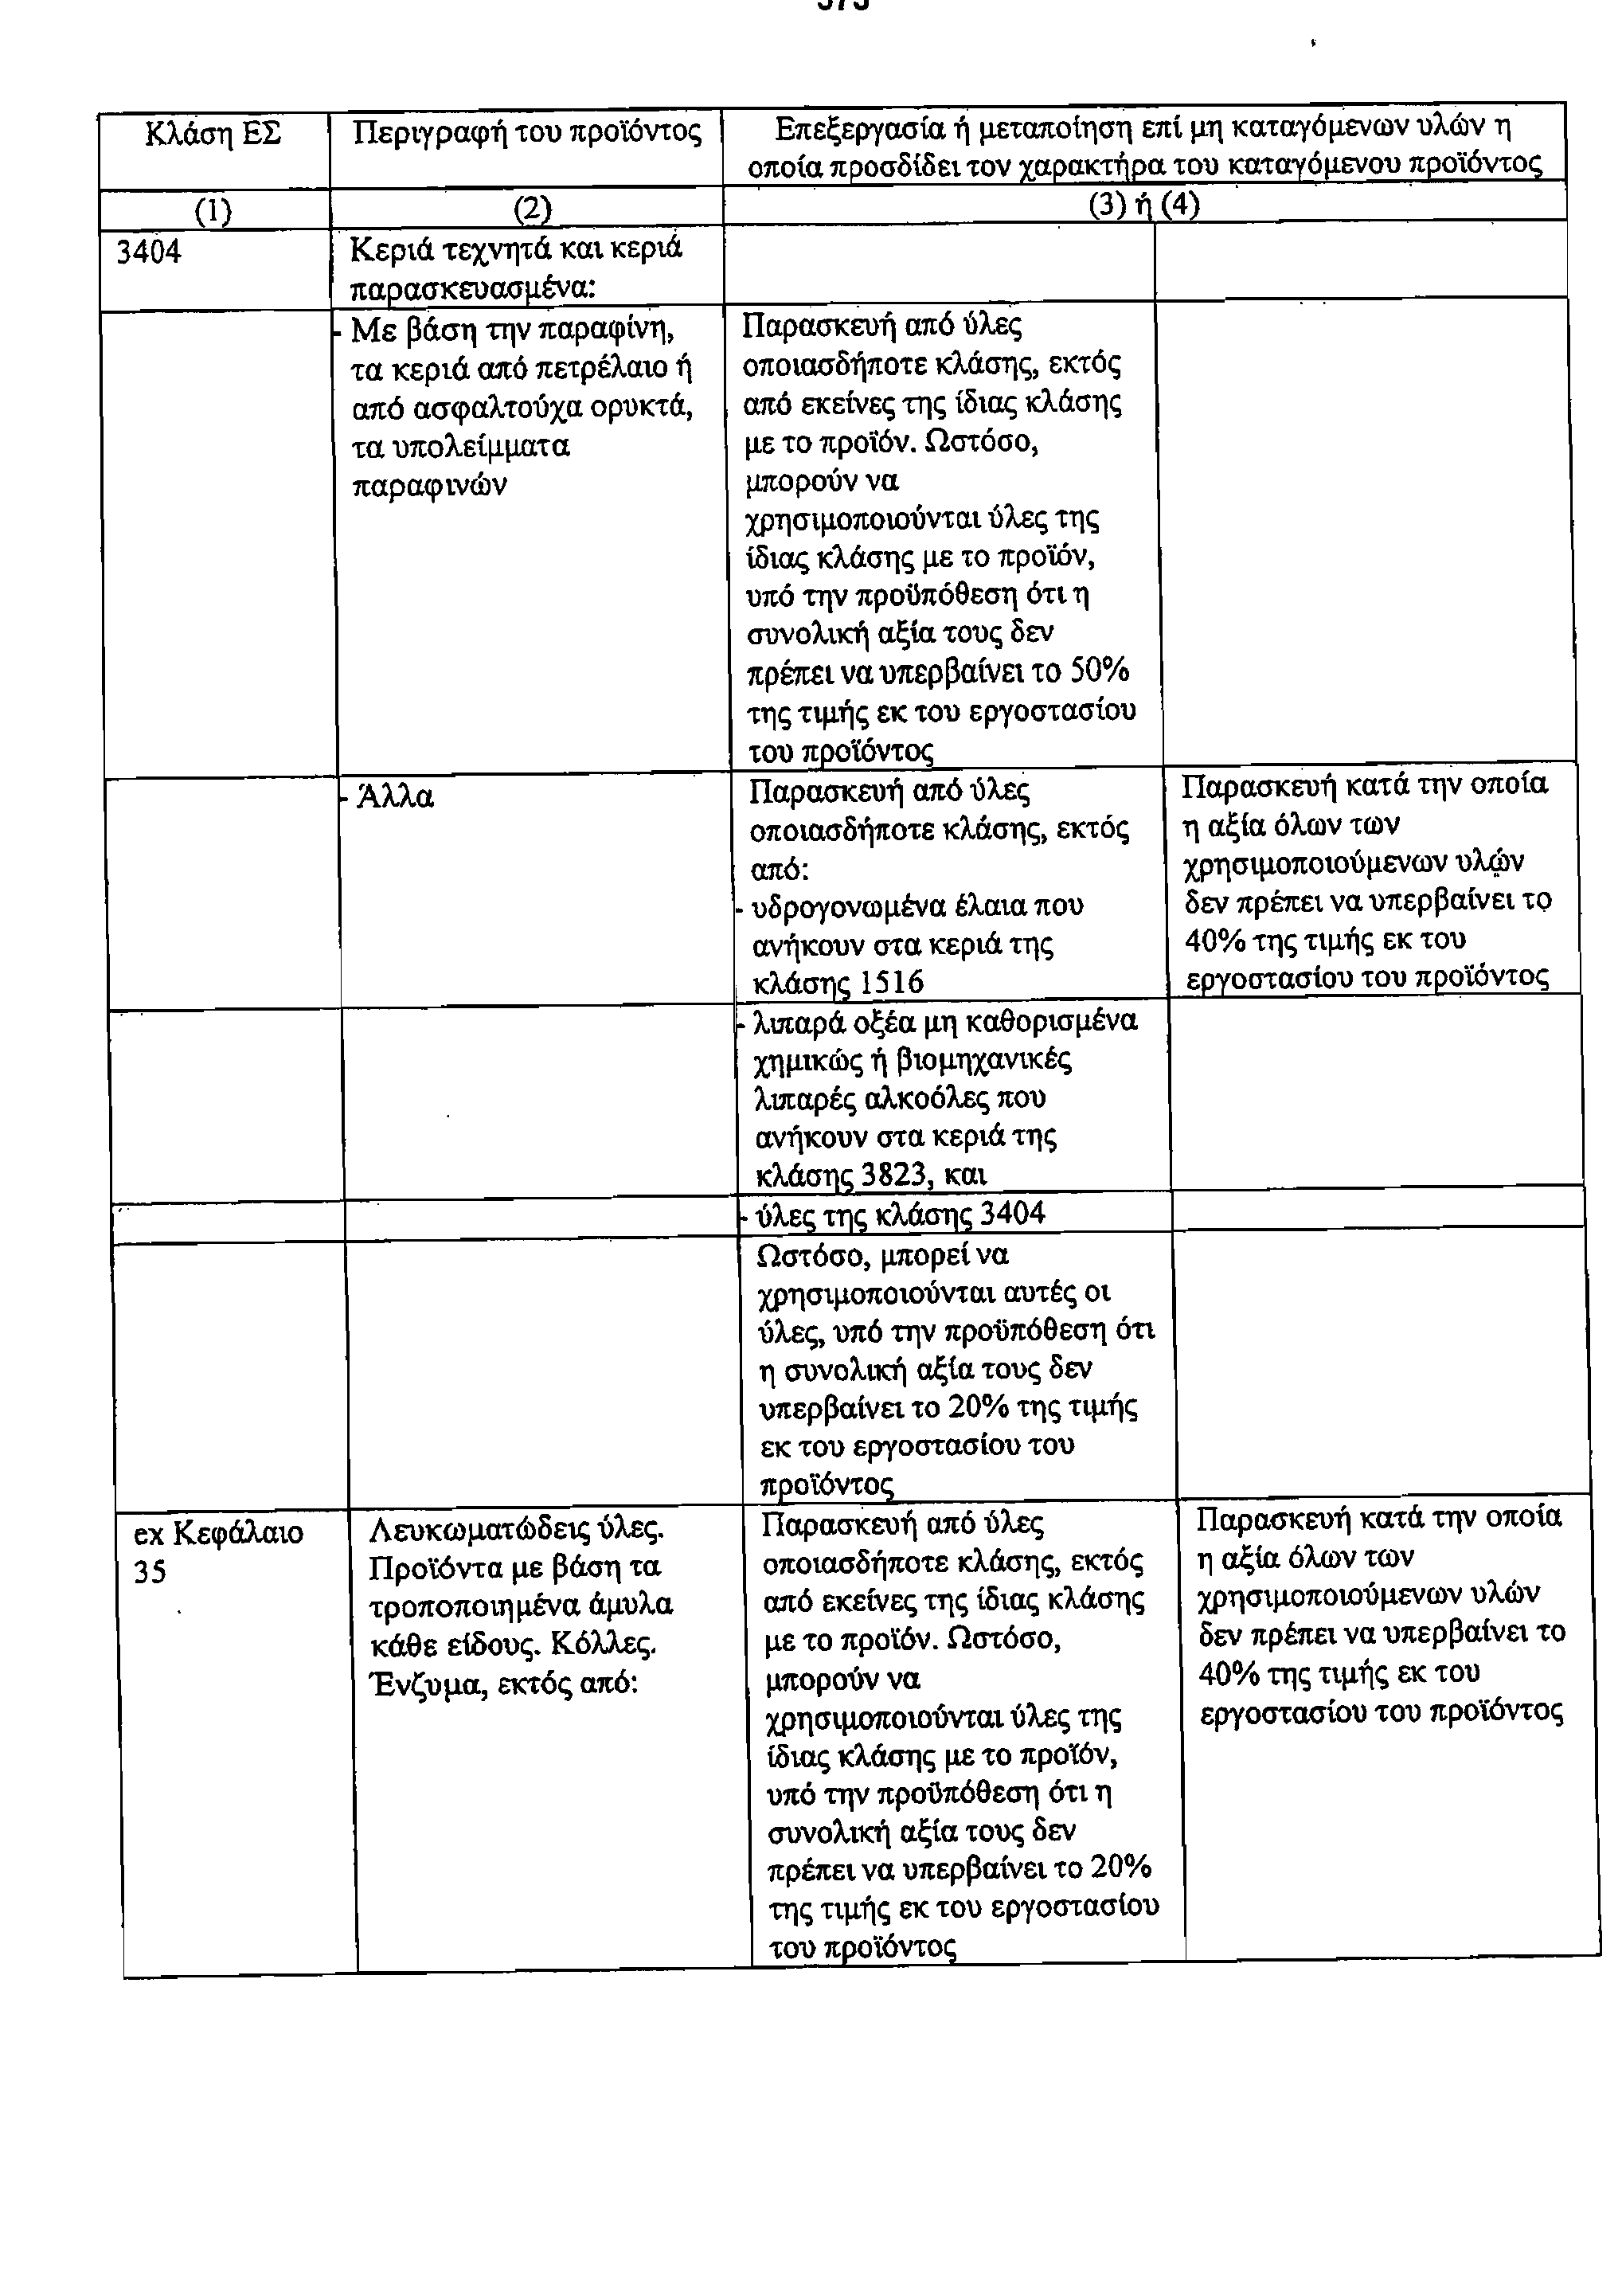 Κλάση ΕΣ
Περιγραφή του προϊόντος
Επεξεργασία ή μεταποίηση επί μη καταγόμενων υλών η
οποία προσδίδει τον χαρακτήρα του καταγόμενου προϊόντος
(1)
(2)
(3) ή (4)
3404
Κεριά τεχνητά και κεριά
παρασκευασμένα:
- Με βάση την παραφίνη,
τα κεριά από πετρέλαιο ή
από ασφαλτούχα ορυκτά,
τα υπολείμματα
παραφινών
Παρασκευή από ύλες
οποιασδήποτε κλάσης, εκτός
από εκείνες της ίδιας κλάσης
με το προϊόν. Ωστόσο,
μπορούν να
χρησιμοποιούνται ύλες της
ίδιας κλάσης με το προϊόν,
υπό την προϋπόθεση ότι η
συνολική αξία τους δεν
πρέπει να υπερβαίνει το 50%
της τιμής εκ του εργοστασίου
του προϊόντος
- Άλλα
Παρασκευή από ύλες
οποιασδήποτε κλάσης, εκτός
από:
- υδρογονωμένα έλαια που
ανήκουν στα κεριά της
κλάσης 1516
Παρασκευή κατά την οποία
η αξία όλων των
χρησιμοποιούμενων υλών
δεν πρέπει να υπερβαίνει το
40% της τιμής εκ του
εργοστασίου του προϊόντος
- λιπαρά οξέα μη καθορισμένα
χημικώς ή βιομηχανικές
λιπαρές αλκοόλες που
ανήκουν στα κεριά της
κλάσης 3823, και
- ύλες της κλάσης 3404
Ωστόσο, μπορεί να
χρησιμοποιούνται αυτές οι
ύλες, υπό την προϋπόθεση ότι
η συνολική αξία τους δεν
υπερβαίνει το 20% της τιμής
εκ του εργοστασίου του
προϊόντος
ex Κεφάλαιο
35
Λευκωματώδεις ύλες.
Προϊόντα με βάση τα
τροποποιημένα άμυλα
κάθε είδους. Κόλλες.
Ένζυμα, εκτός από:
Παρασκευή από ύλες
οποιασδήποτε κλάσης, εκτός
από εκείνες της ίδιας κλάσης
με το προϊόν. Ωστόσο,
μπορούν να
χρησιμοποιούνται ύλες της
ίδιας κλάσης με το προϊόν,
υπό την προϋπόθεση ότι η
συνολική αξία τους δεν
πρέπει να υπερβαίνει το 20%
της τιμής εκ του εργοστασίου
του προϊόντος
Παρασκευή κατά την οποία
η αξία όλων των
χρησιμοποιούμενων υλών
δεν πρέπει να υπερβαίνει το
40% της τιμής εκ του
εργοστασίου του προϊόντος